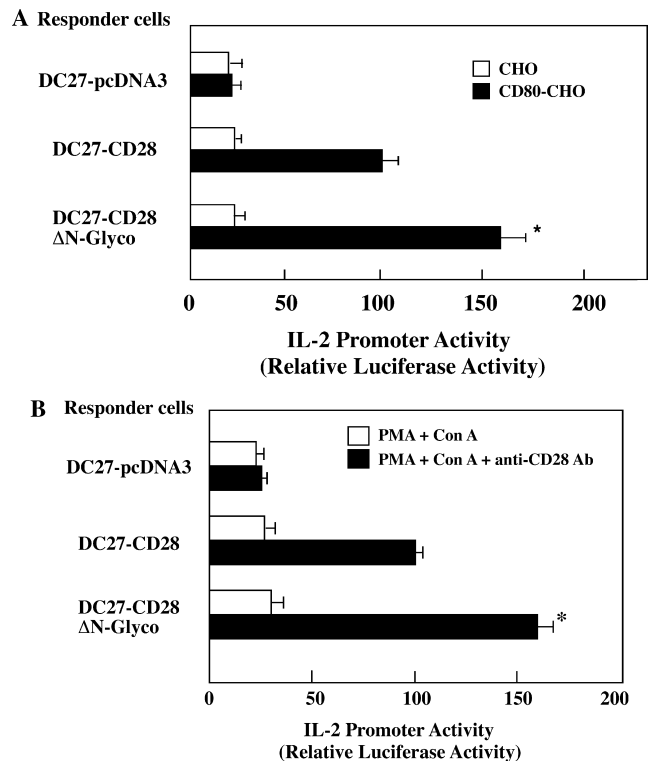 A Responder cells
CHO
CD80-CHO
DC27-pcDNA3
DC27-CD28
DC27-CD28
ΔN-Glyco
*
0 50 100 150 200
IL-2 Promoter Activity
(Relative Luciferase Activity)
B Responder cells
PMA + Con A
PMA + Con A + anti-CD28 Ab
DC27-pcDNA3
DC27-CD28
DC27-CD28
ΔN-Glyco
*
0 50 100 150 200
IL-2 Promoter Activity
(Relative Luciferase Activity)